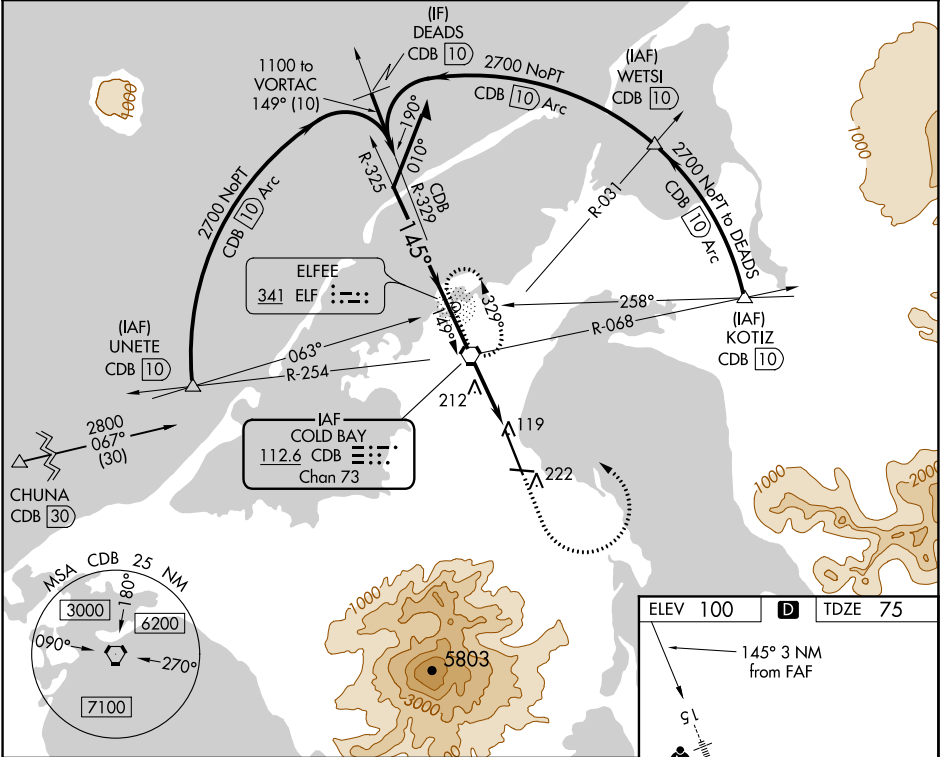 (IF)
DEADS
CDB 10
1100 to
VORTAC
149° (10)
2700 NoPT
CDB 10 Arc
(IAF)
WETSI
CDB 10
1000
1000
190°
010°
R-325
CDB
R-329
2700 NoPT
CDB 10 Arc
2700 NoPT to DEADS
CDB 10 Arc
R-031
145°
ELFEE
341 ELF
329°
149°
258°
R-068
(IAF)
KOTIZ
CDB 10
(IAF)
UNETE
CDB 10
063°
R-254
212
119
222
IAF
COLD BAY
112.6 CDB
Chan 73
2800
067°
(30)
CHUNA
CDB 30
1000
2000
MSA CDB 25 NM
180°
3000
6200
090°
270°
7100
1000
5803
3000
ELEV 100
D
TDZE 75
145° 3 NM
from FAF
15